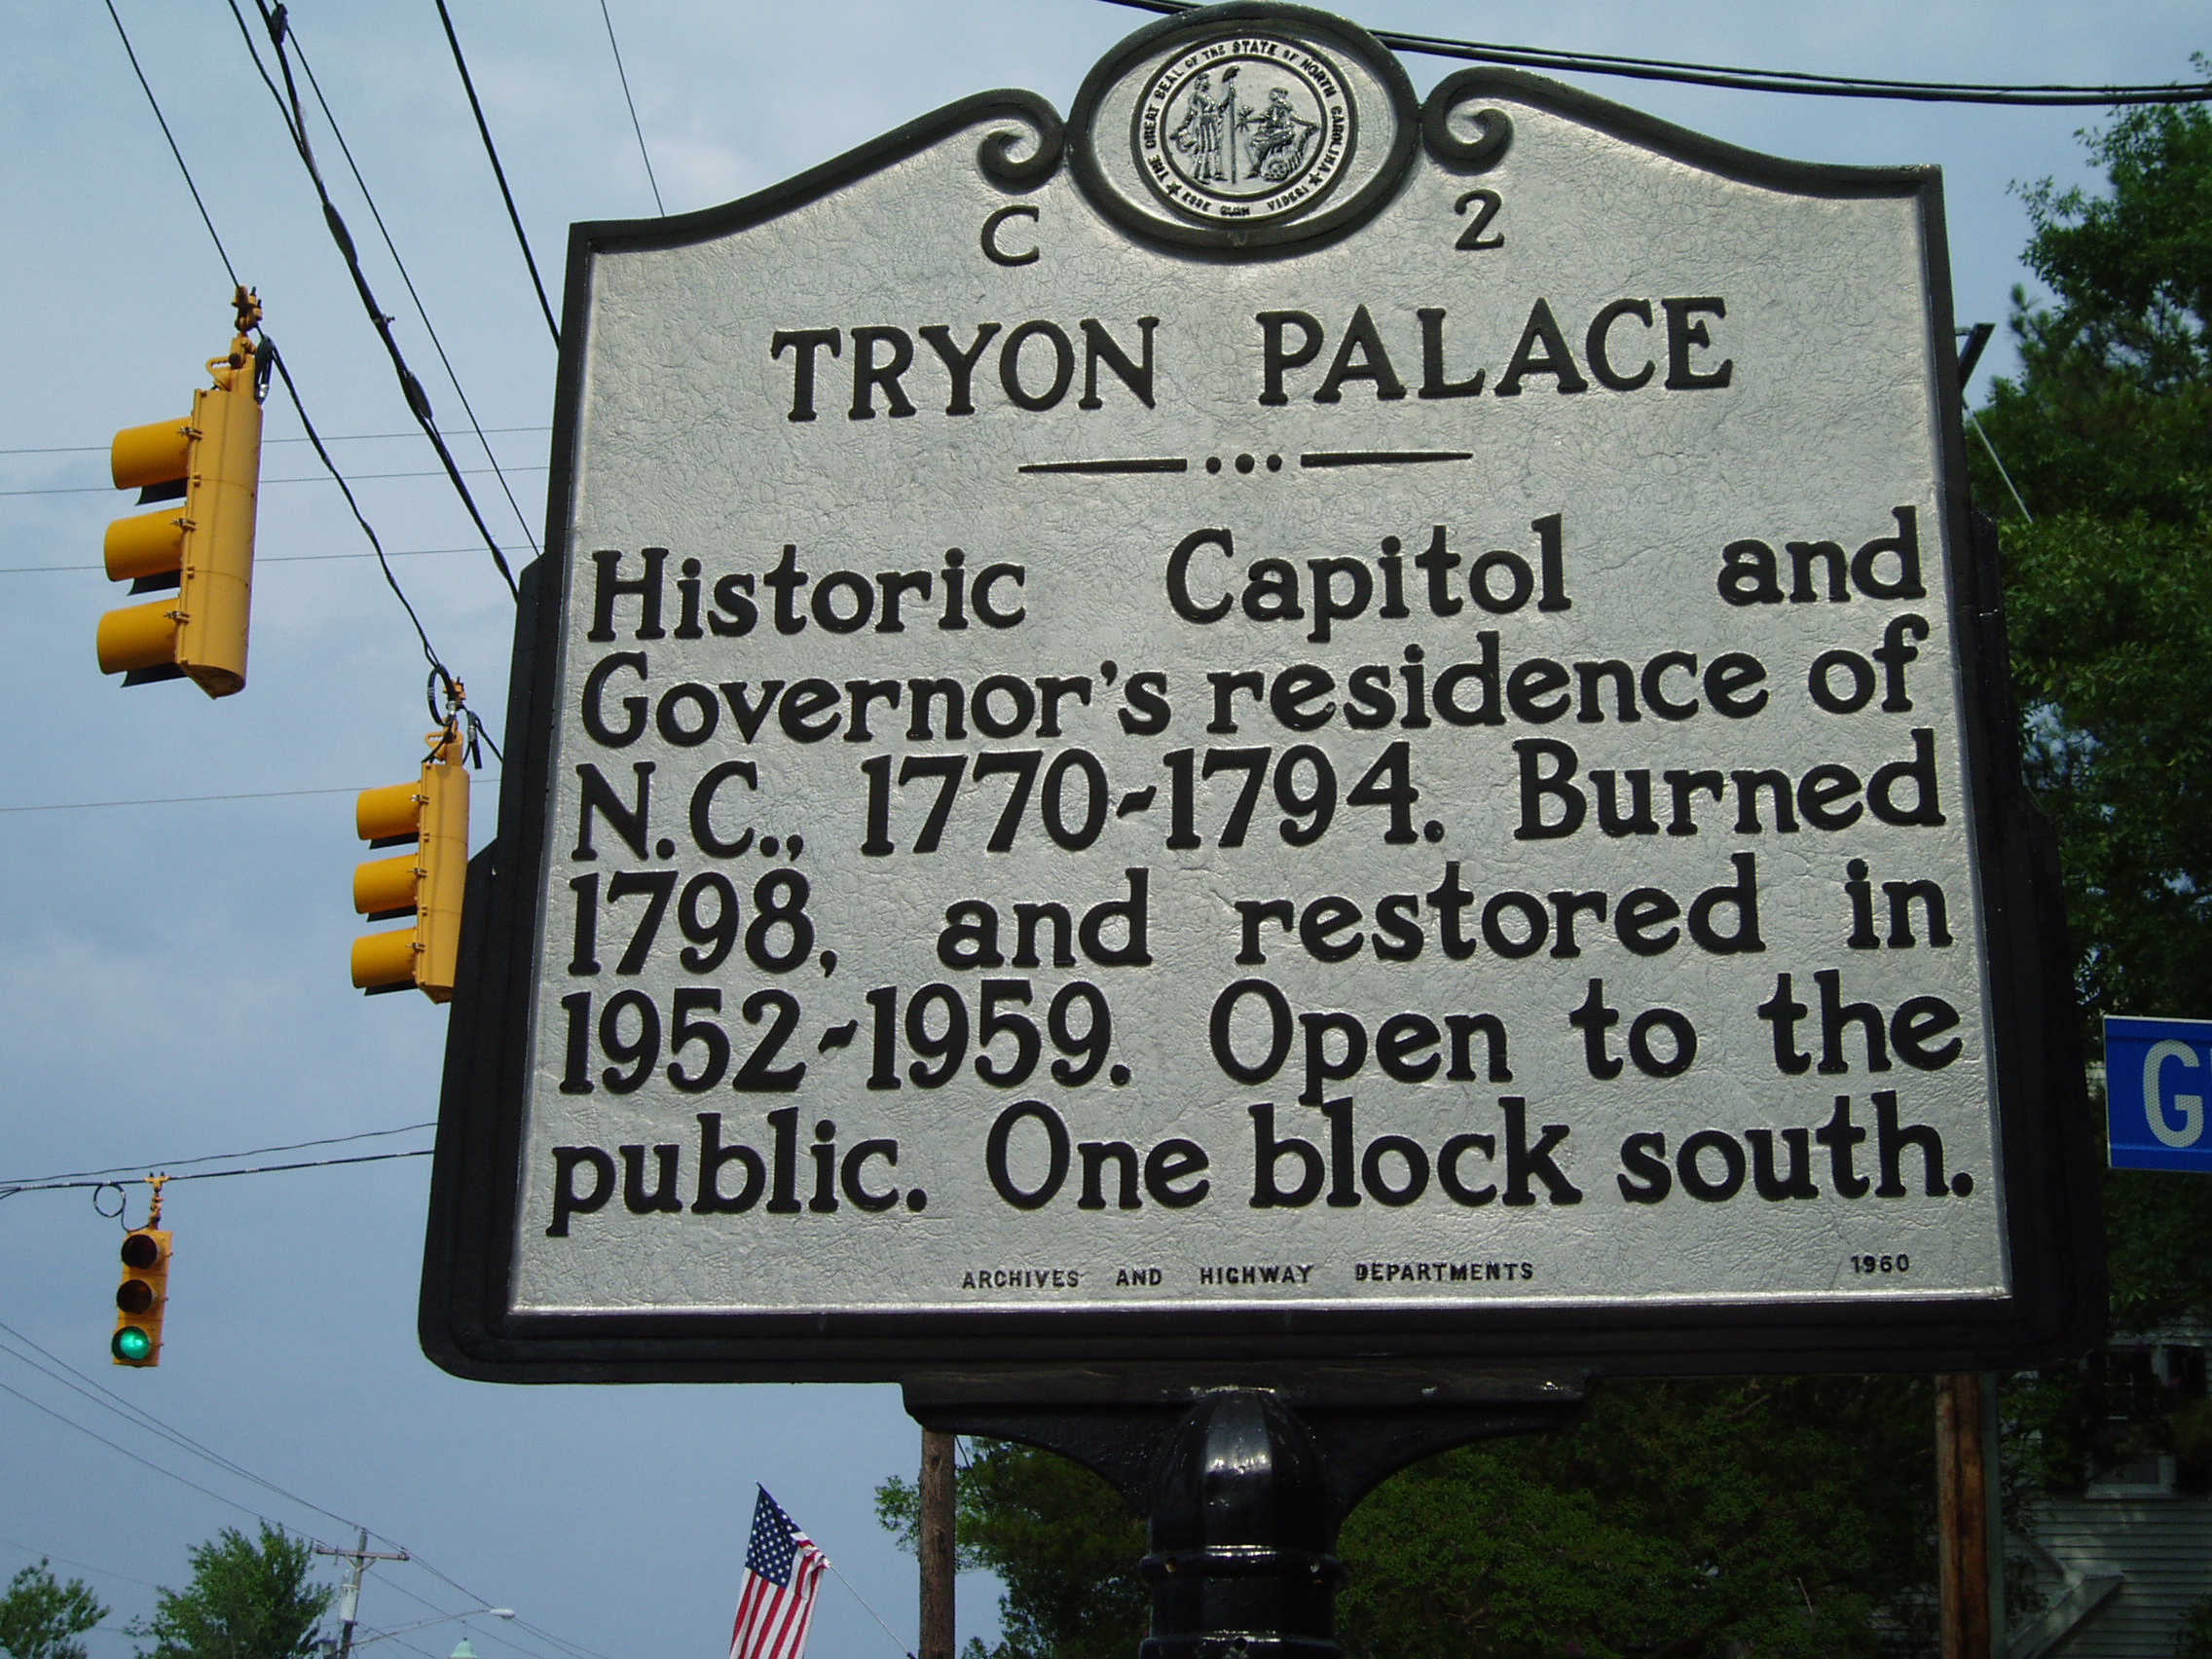 THE GREAT SEAL OF THE STATE OF NORTH CAROLINA
ESSE QUAM VIDERI
C 2
TRYON PALACE
Historic Capitol and
Governor's residence of
N.C., 1770-1794. Burned
1798, and restored in
1952-1959. Open to the
public. One block south.
ARCHIVES AND HIGHWAY DEPARTMENTS 1960
G